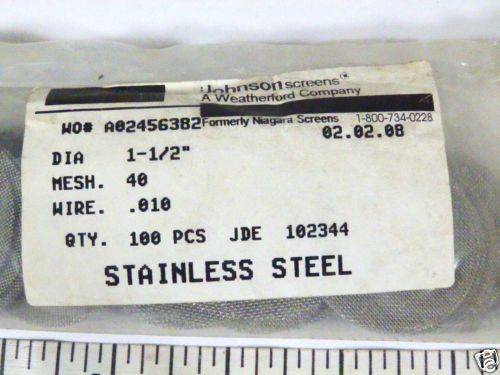 Johnson screens®
A Weatherford Company
WO# A02456382 Formerly Niagara Screens 1-800-734-0228
02.02.08
DIA 1-1/2"
MESH. 40
WIRE. .010
QTY. 100 PCS JDE 102344
STAINLESS STEEL